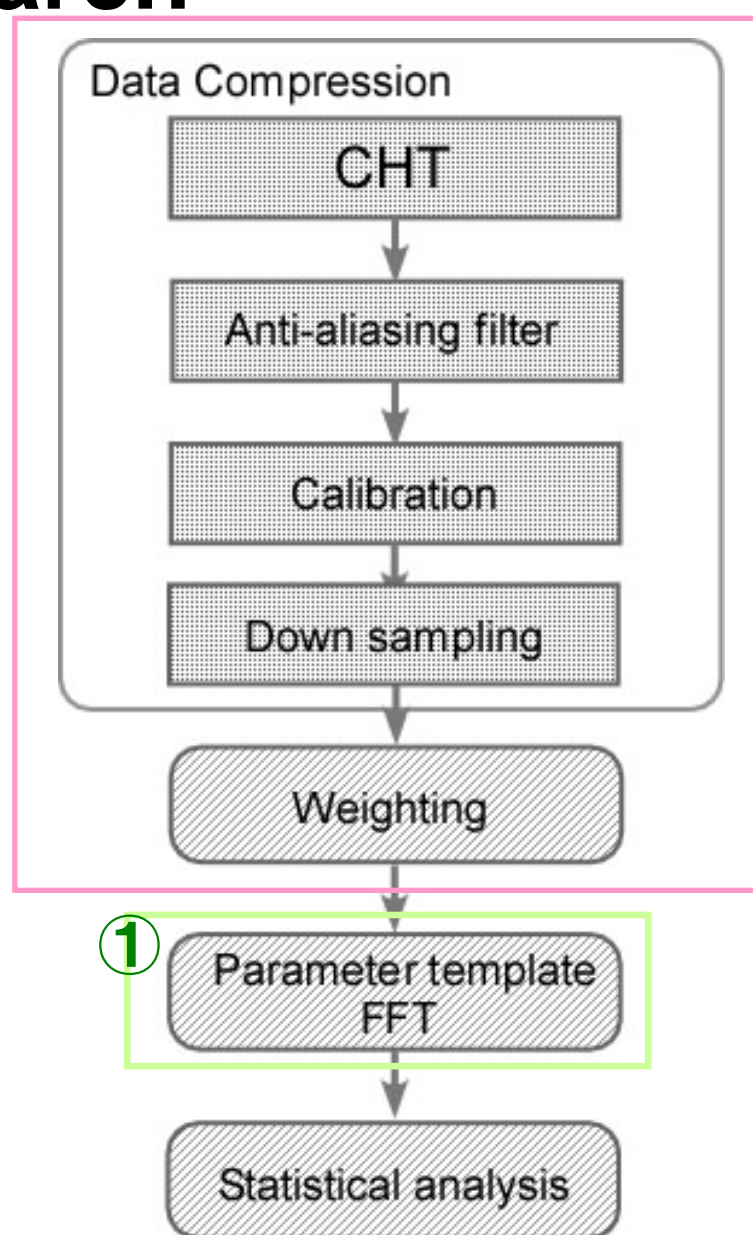 Data Compression
CHT
Anti-aliasing filter
Calibration
Down sampling
Weighting
①
Parameter template
FFT
Statistical analysis